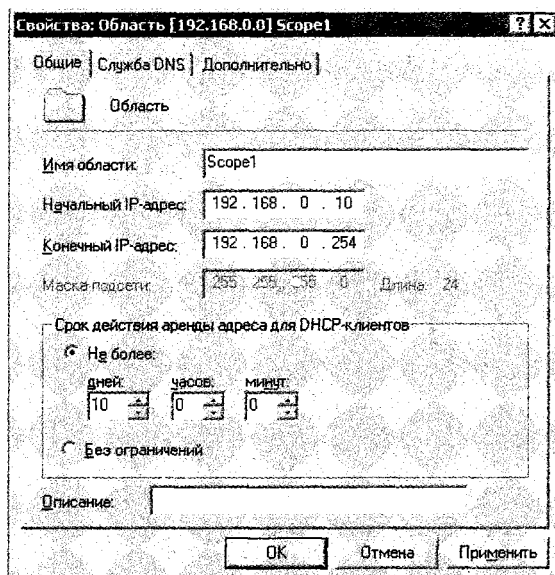 Свойства: Область [192.168.0.0] Scope1
Общие Служба DNS Дополнительно
Область
Имя области: Scope1
Начальный IP-адрес: 192 . 168 . 0 . 10
Конечный IP-адрес: 192 . 168 . 0 . 254
Маска подсети: 255 . 255 . 255 . 0 Длина: 24
Срок действия аренды адреса для DHCP-клиентов
Не более:
дней: часов: минут:
10 0 0
Без ограничений
Описание:
OK Отмена Применить